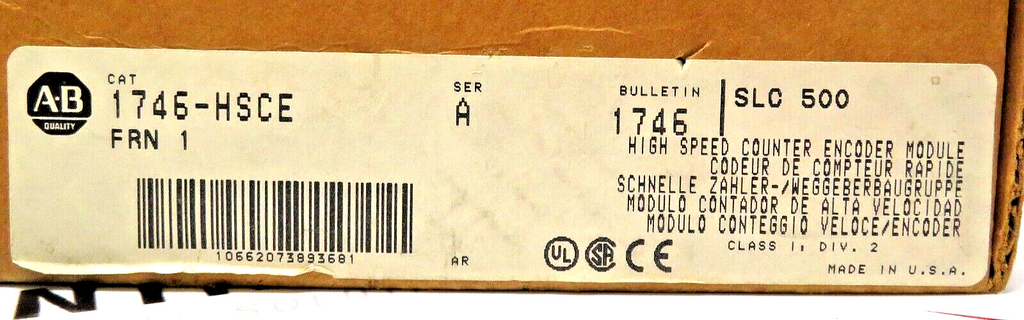 A-B
QUALITY
CAT
1746-HSCE
FRN 1
SER
A
BULLETIN
1746
SLC 500
HIGH SPEED COUNTER ENCODER MODULE
CODEUR DE COMPTEUR RAPIDE
SCHNELLE ZAHLER-/WEGGEBERBAUGRUPPE
MODULO CONTADOR DE ALTA VELOCIDAD
MODULO CONTEGGIO VELOCE/ENCODER
CLASS I, DIV. 2
10662073893681
AR
UL
SA
CE
MADE IN U.S.A.